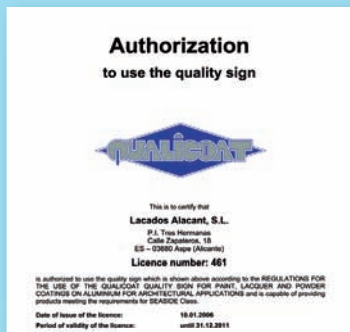 Authorization
to use the quality sign
QUALICOAT
This is to certify that
Lacados Alacant, S.L.
P.I. Tres Hermanas
Calle Zapateros, 18
ES – 03680 Aspe (Alicante)
Licence number: 461
is authorized to use the quality sign which is shown above according to the REGULATIONS FOR
THE USE OF THE QUALICOAT QUALITY SIGN FOR PAINT, LACQUER AND POWDER
COATINGS ON ALUMINIUM FOR ARCHITECTURAL APPLICATIONS and is capable of providing
products meeting the requirements for SEASIDE Class.
Date of issue of the licence: 10.01.2006
Period of validity of the licence: until 31.12.2011